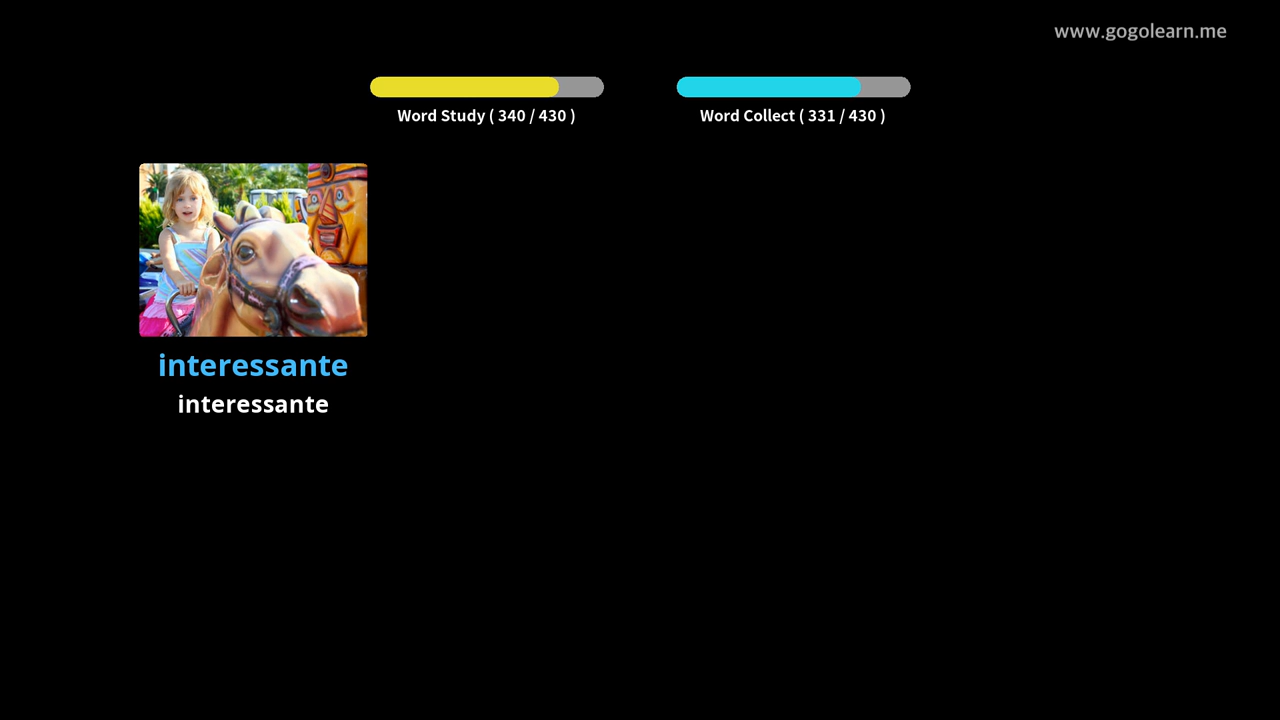 www.gogolearn.me
Word Study ( 340 / 430 )
Word Collect ( 331 / 430 )
interessante
interessante